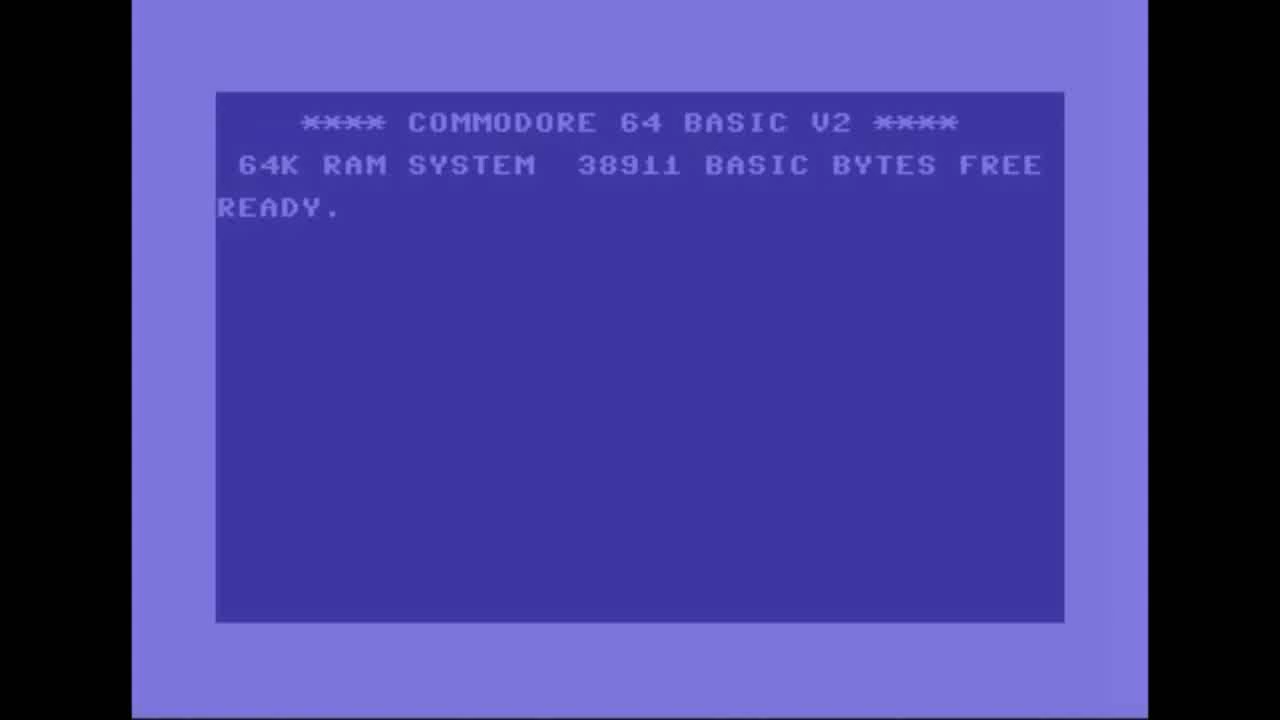 **** COMMODORE 64 BASIC V2 ****
64K RAM SYSTEM  38911 BASIC BYTES FREE
READY.